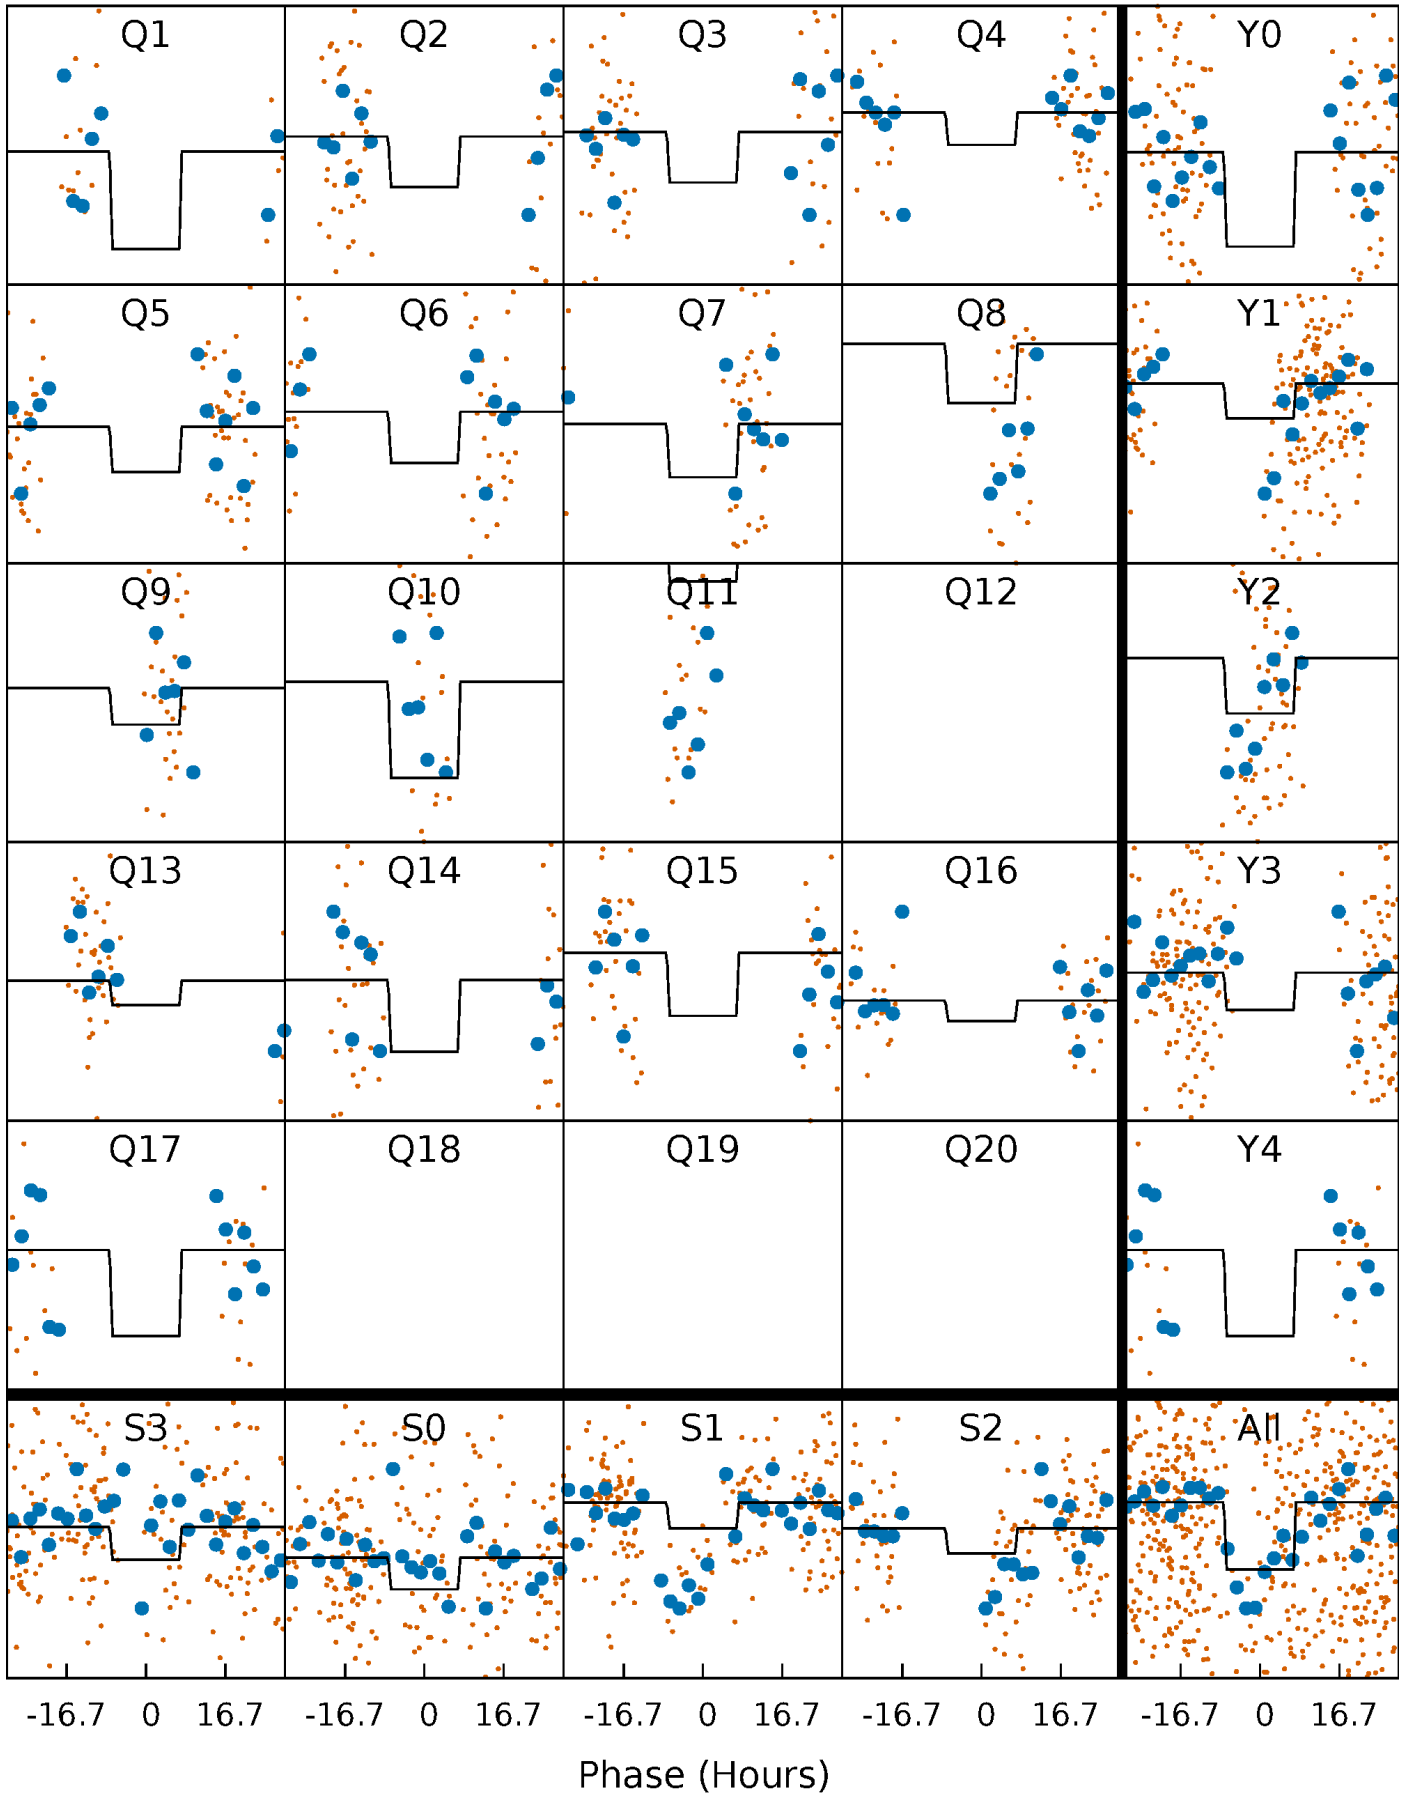 Q1 Q2 Q3 Q4 Y0
Q5 Q6 Q7 Q8 Y1
Q9 Q10 Q11 Q12 Y2
Q13 Q14 Q15 Q16 Y3
Q17 Q18 Q19 Q20 Y4
S3 S0 S1 S2 All
-16.7 0 16.7 -16.7 0 16.7 -16.7 0 16.7 -16.7 0 16.7 -16.7 0 16.7
Phase (Hours)